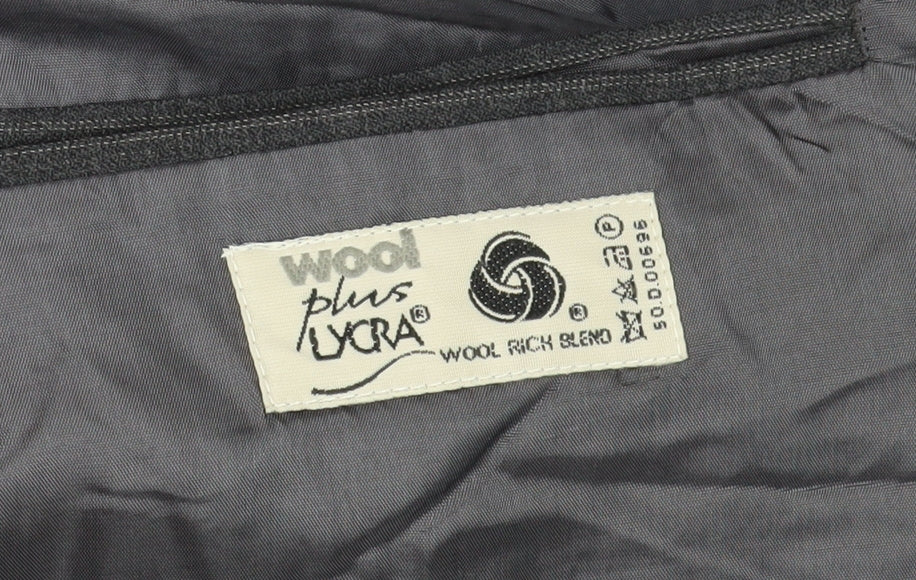 wool
plus
LYCRA®
®
WOOL RICH BLEND
P
50.D.00696